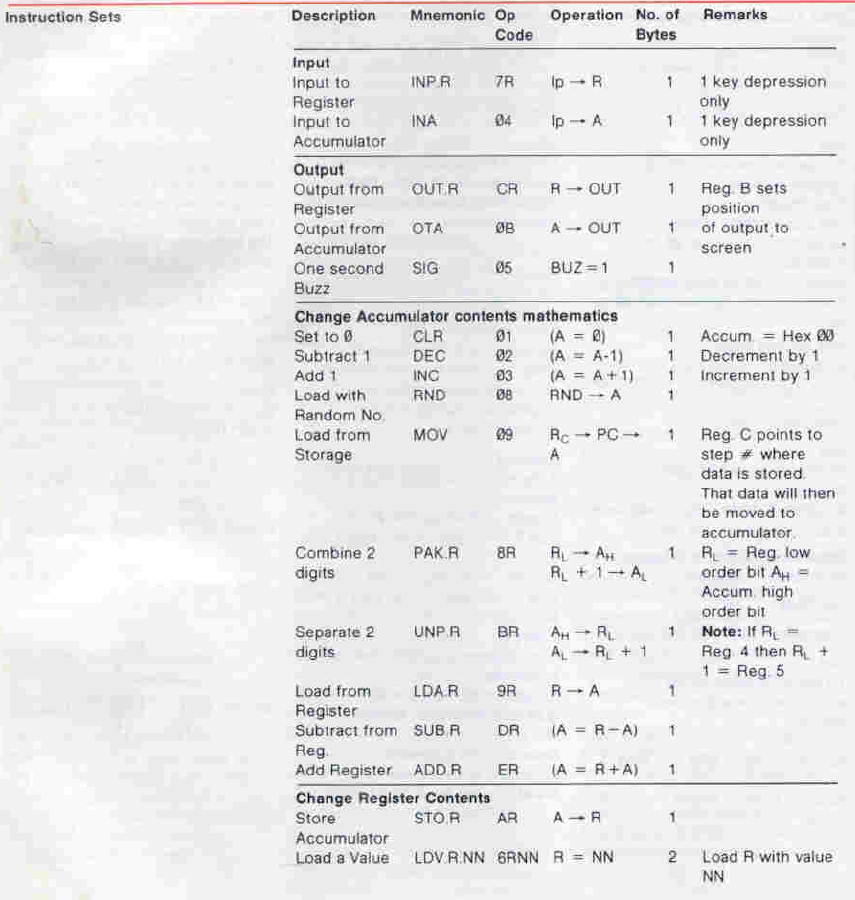 Instruction Sets
Description Mnemonic Op Code Operation No. of Bytes Remarks
Input
Input to Register INP.R 7R Ip → R 1 1 key depression only
Input to Accumulator INA Ø4 Ip → A 1 1 key depression only
Output
Output from Register OUT.R CR R → OUT 1 Reg. B sets position
Output from Accumulator OTA ØB A → OUT 1 of output to screen
One second Buzz SIG Ø5 BUZ=1 1
Change Accumulator contents mathematics
Set to Ø CLR Ø1 (A = Ø) 1 Accum. = Hex ØØ
Subtract 1 DEC Ø2 (A = A-1) 1 Decrement by 1
Add 1 INC Ø3 (A = A+1) 1 Increment by 1
Load with Random No. RND Ø8 RND → A 1
Load from Storage MOV Ø9 R_C → PC → A 1 Reg. C points to step # where data is stored. That data will then be moved to accumulator.
Combine 2 digits PAK.R 8R R_L → A_H R_L + 1 → A_L 1 R_L = Reg. low order bit A_H = Accum. high order bit
Separate 2 digits UNP.R BR A_H → R_L A_L → R_L + 1 1 Note: If R_L = Reg. 4 then R_L + 1 = Reg. 5
Load from Register LDA.R 9R R → A 1
Subtract from Reg. SUB.R DR (A = R−A) 1
Add Register ADD.R ER (A = R+A) 1
Change Register Contents
Store Accumulator STO.R AR A → R 1
Load a Value LDV.R.NN 6RNN R = NN 2 Load R with value NN